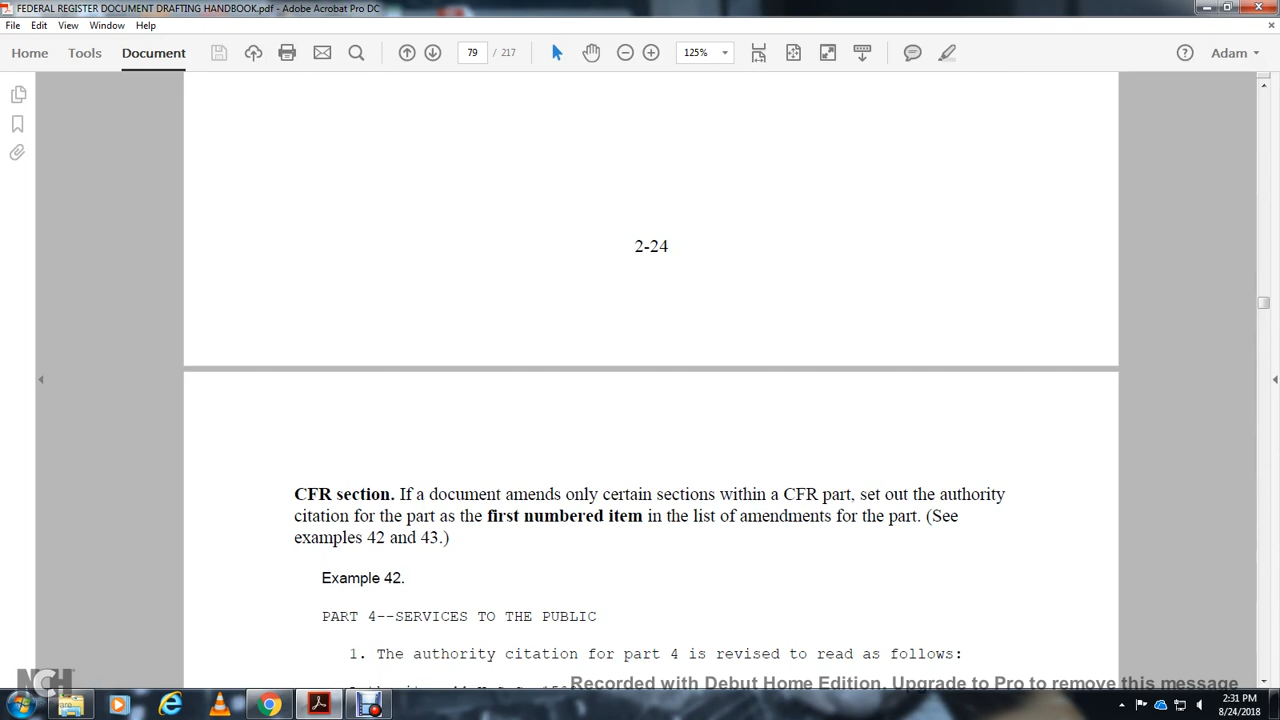 FEDERAL REGISTER DOCUMENT DRAFTING HANDBOOK.pdf - Adobe Acrobat Pro DC
File Edit View Window Help
Home Tools Document 79 / 217 125% Adam
2-24
CFR section. If a document amends only certain sections within a CFR part, set out the authority
citation for the part as the first numbered item in the list of amendments for the part. (See
examples 42 and 43.)
Example 42.
PART 4--SERVICES TO THE PUBLIC
1. The authority citation for part 4 is revised to read as follows:
Recorded with Debut Home Edition. Upgrade to Pro to remove this message
NCH
2:31 PM
8/24/2018